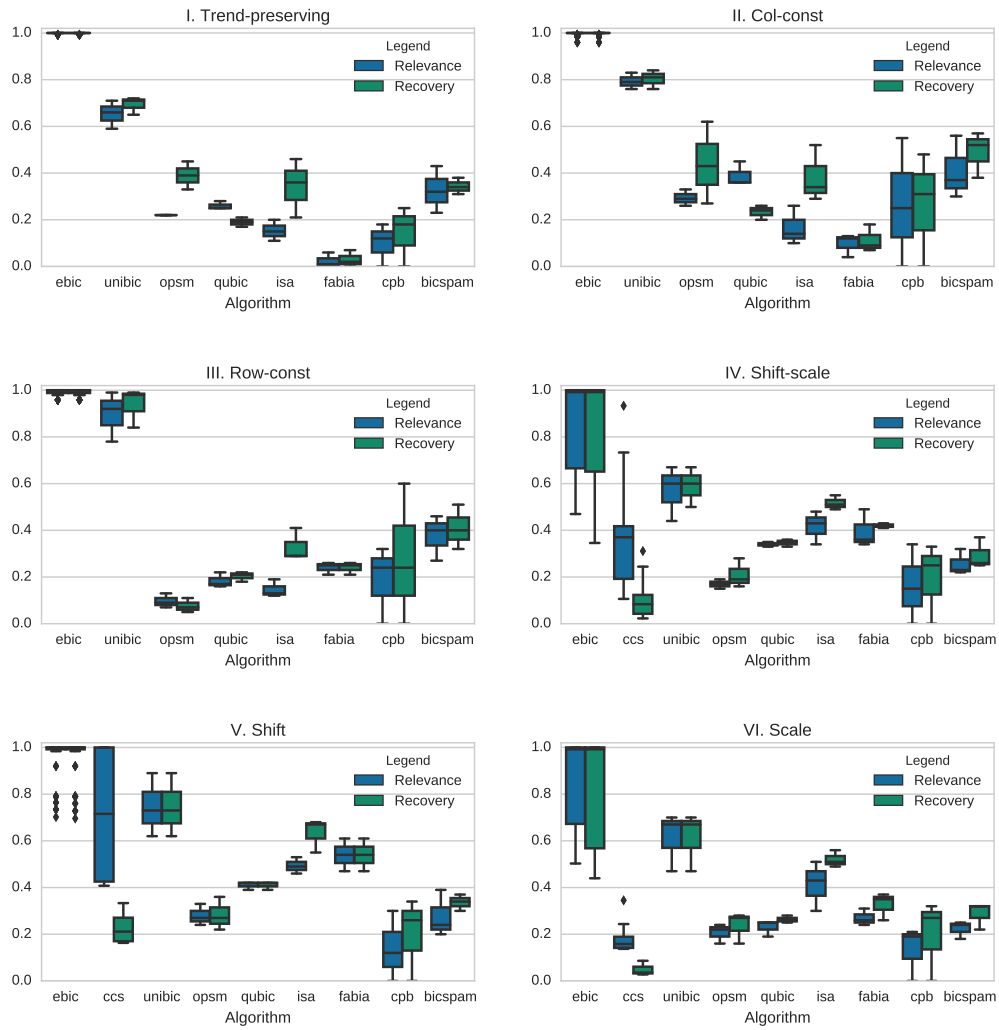 I. Trend-preserving
1.0
0.8
0.6
0.4
0.2
0.0
Legend
Relevance
Recovery
ebic unibic opsm qubic isa fabia cpb bicspam
Algorithm
II. Col-const
1.0
0.8
0.6
0.4
0.2
0.0
Legend
Relevance
Recovery
ebic unibic opsm qubic isa fabia cpb bicspam
Algorithm
III. Row-const
1.0
0.8
0.6
0.4
0.2
0.0
Legend
Relevance
Recovery
ebic unibic opsm qubic isa fabia cpb bicspam
Algorithm
IV. Shift-scale
1.0
0.8
0.6
0.4
0.2
0.0
Legend
Relevance
Recovery
ebic ccs unibic opsm qubic isa fabia cpb bicspam
Algorithm
V. Shift
1.0
0.8
0.6
0.4
0.2
0.0
Legend
Relevance
Recovery
ebic ccs unibic opsm qubic isa fabia cpb bicspam
Algorithm
VI. Scale
1.0
0.8
0.6
0.4
0.2
0.0
Legend
Relevance
Recovery
ebic ccs unibic opsm qubic isa fabia cpb bicspam
Algorithm